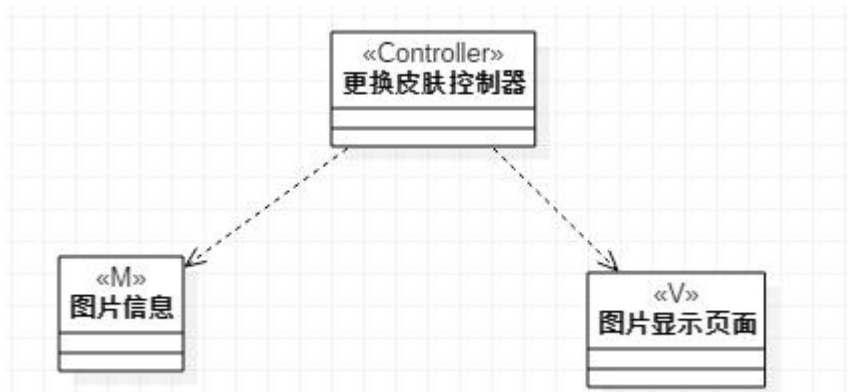 «Controller»
更换皮肤控制器
«M»
图片信息
«V»
图片显示页面